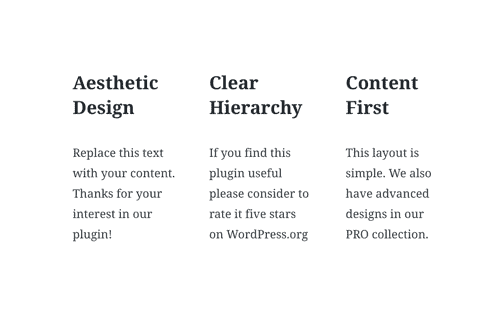 Aesthetic
Design
Replace this text
with your content.
Thanks for your
interest in our
plugin!
Clear
Hierarchy
If you find this
plugin useful
please consider to
rate it five stars
on WordPress.org
Content
First
This layout is
simple. We also
have advanced
designs in our
PRO collection.